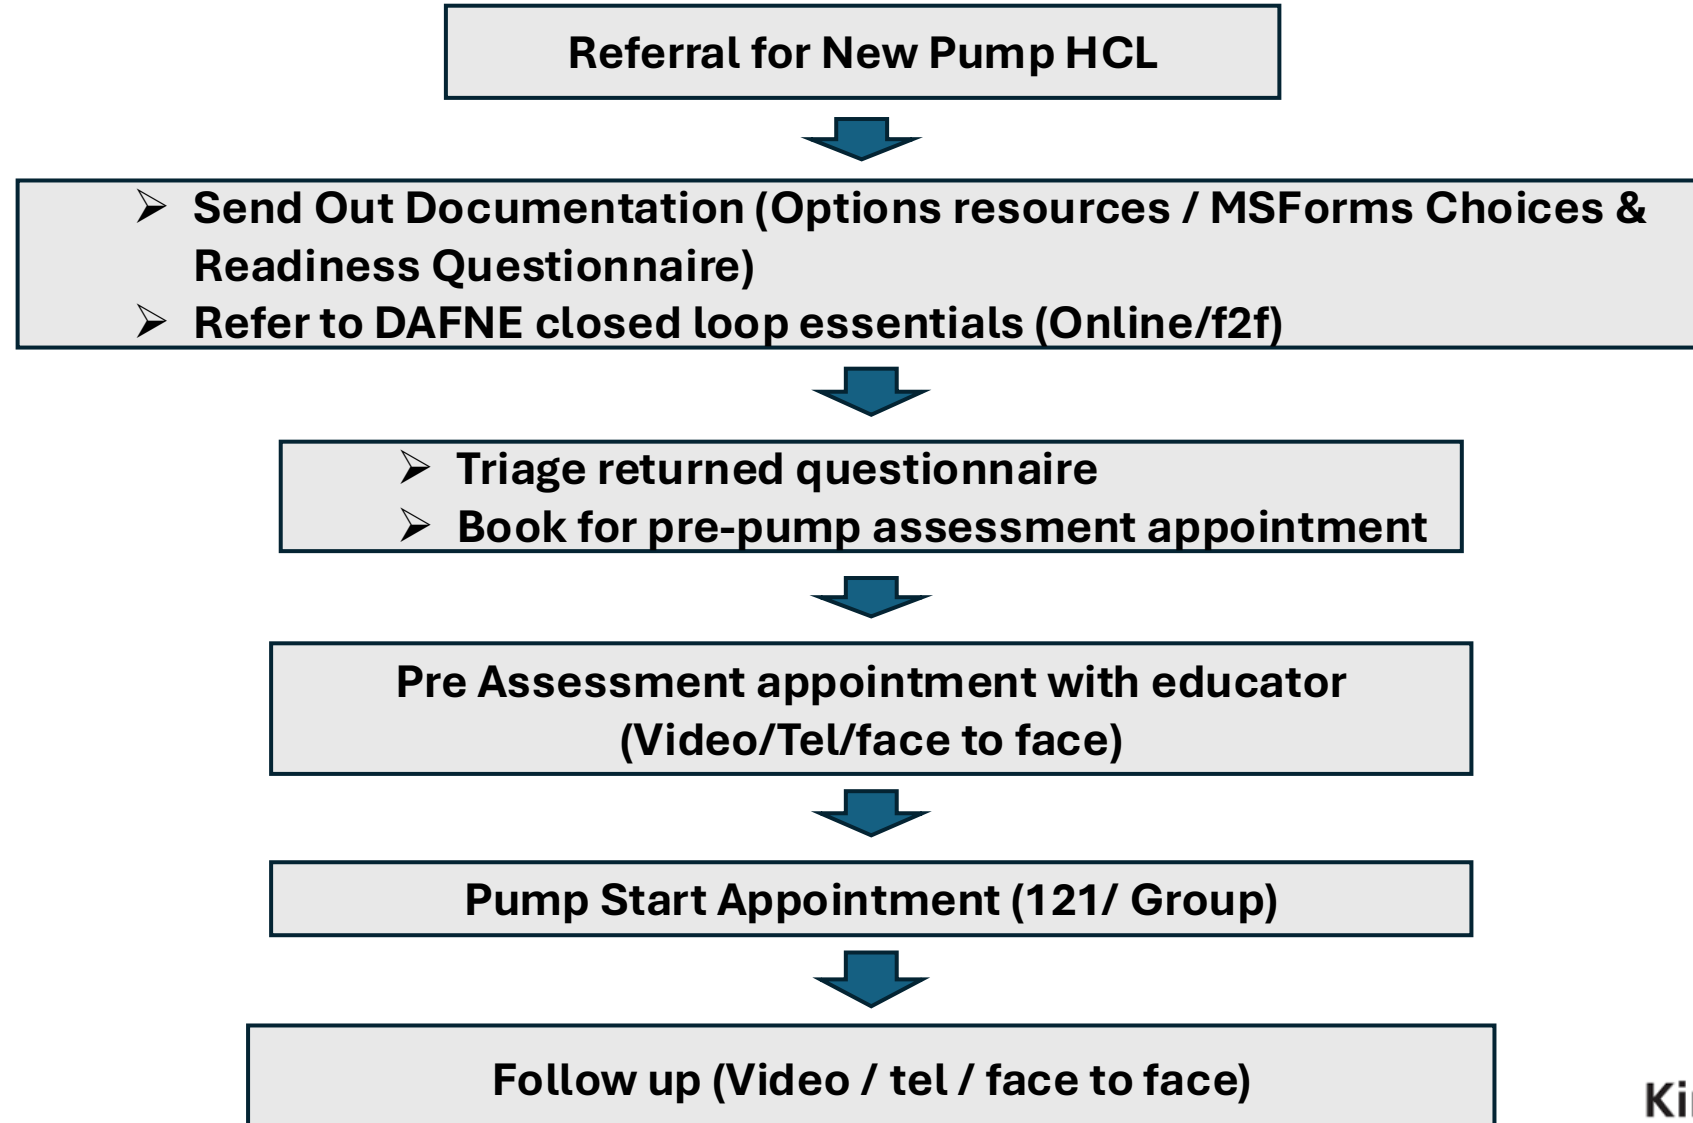 Referral for New Pump HCL
➢ Send Out Documentation (Options resources / MSForms Choices &
Readiness Questionnaire)
➢ Refer to DAFNE closed loop essentials (Online/f2f)
➢ Triage returned questionnaire
➢ Book for pre-pump assessment appointment
Pre Assessment appointment with educator
(Video/Tel/face to face)
Pump Start Appointment (121/ Group)
Follow up (Video / tel / face to face)